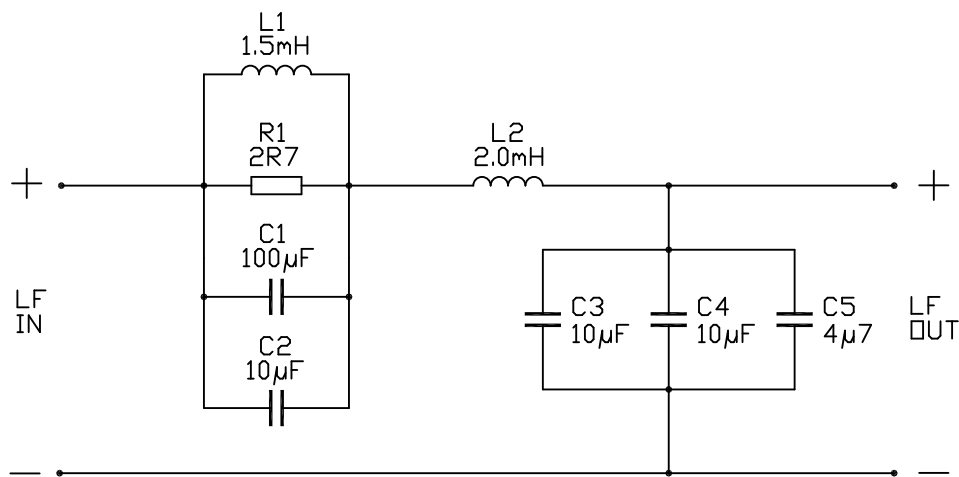 L1
1.5mH
R1
2R7
L2
2.0mH
+
+
C1
100µF
LF
IN
C3
10µF
C4
10µF
C5
4µ7
LF
OUT
C2
10µF
—
—